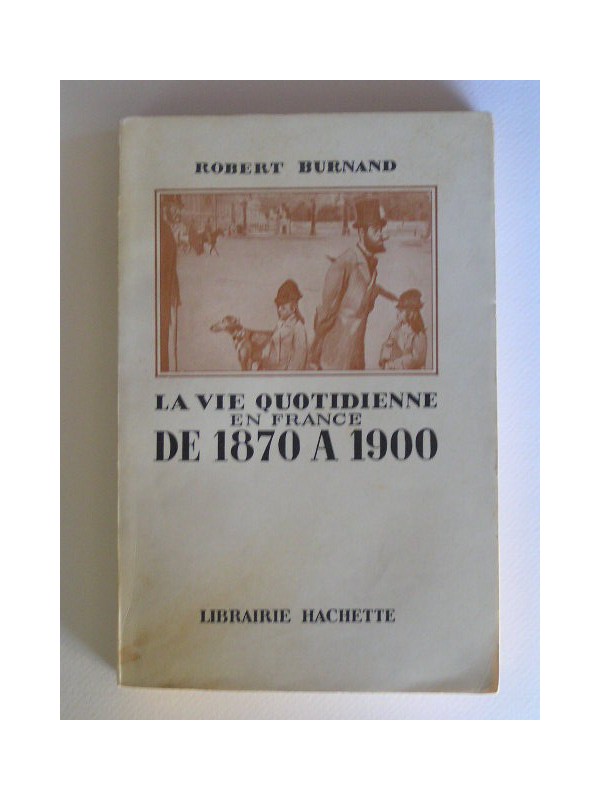 ROBERT BURNAND
LA VIE QUOTIDIENNE
EN FRANCE
DE 1870 A 1900
LIBRAIRIE HACHETTE